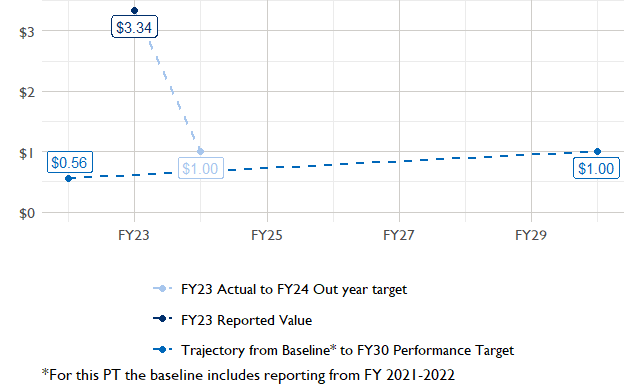 $3
$3.34
$2
$1
$0.56
$1.00
$1.00
$0
FY23 FY25 FY27 FY29
FY23 Actual to FY24 Out year target
FY23 Reported Value
Trajectory from Baseline* to FY30 Performance Target
*For this PT the baseline includes reporting from FY 2021-2022